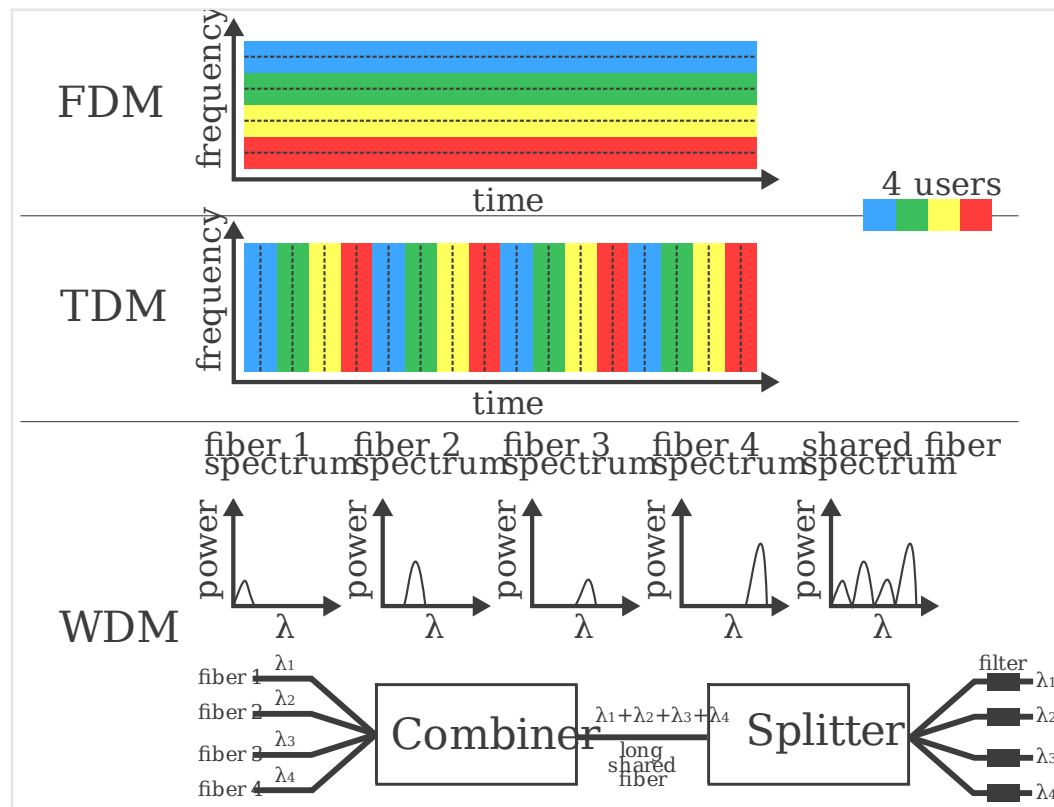 FDM
frequency
time
4 users
TDM
frequency
time
WDM
fiber 1
spectrum
fiber 2
spectrum
fiber 3
spectrum
fiber 4
spectrum
shared fiber
spectrum
power
λ
power
λ
power
λ
power
λ
power
λ
fiber 1
λ₁
fiber 2
λ₂
fiber 3
λ₃
fiber 4
λ₄
Combiner
λ₁+λ₂+λ₃+λ₄
long
shared
fiber
Splitter
filter
λ₁
λ₂
λ₃
λ₄